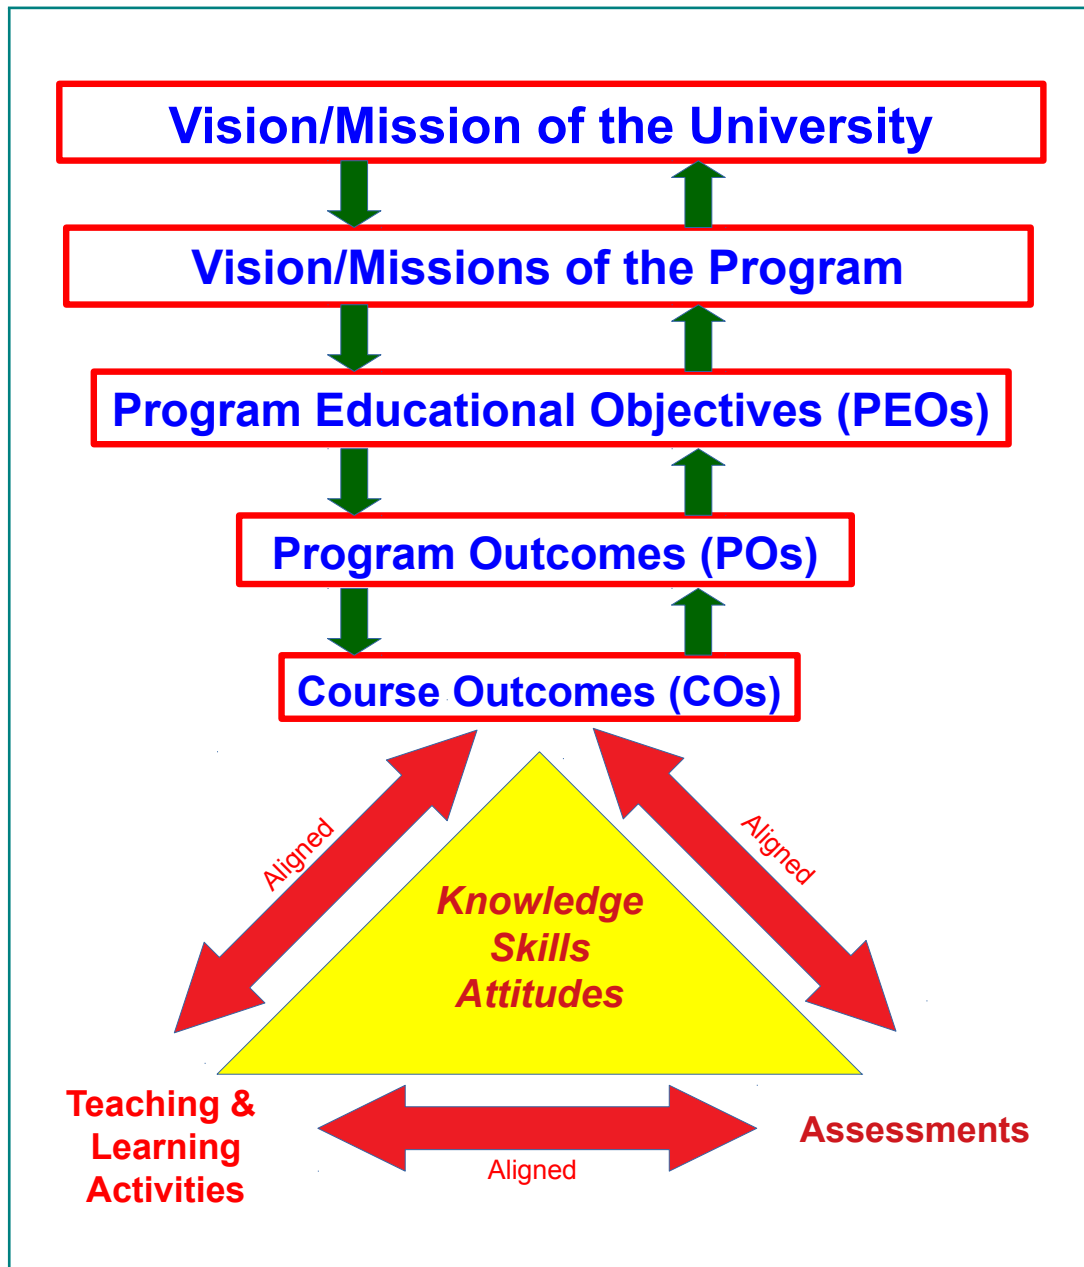 Vision/Mission of the University
Vision/Missions of the Program
Program Educational Objectives (PEOs)
Program Outcomes (POs)
Course Outcomes (COs)
Aligned
Aligned
Knowledge
Skills
Attitudes
Teaching &
Learning
Activities
Aligned
Assessments